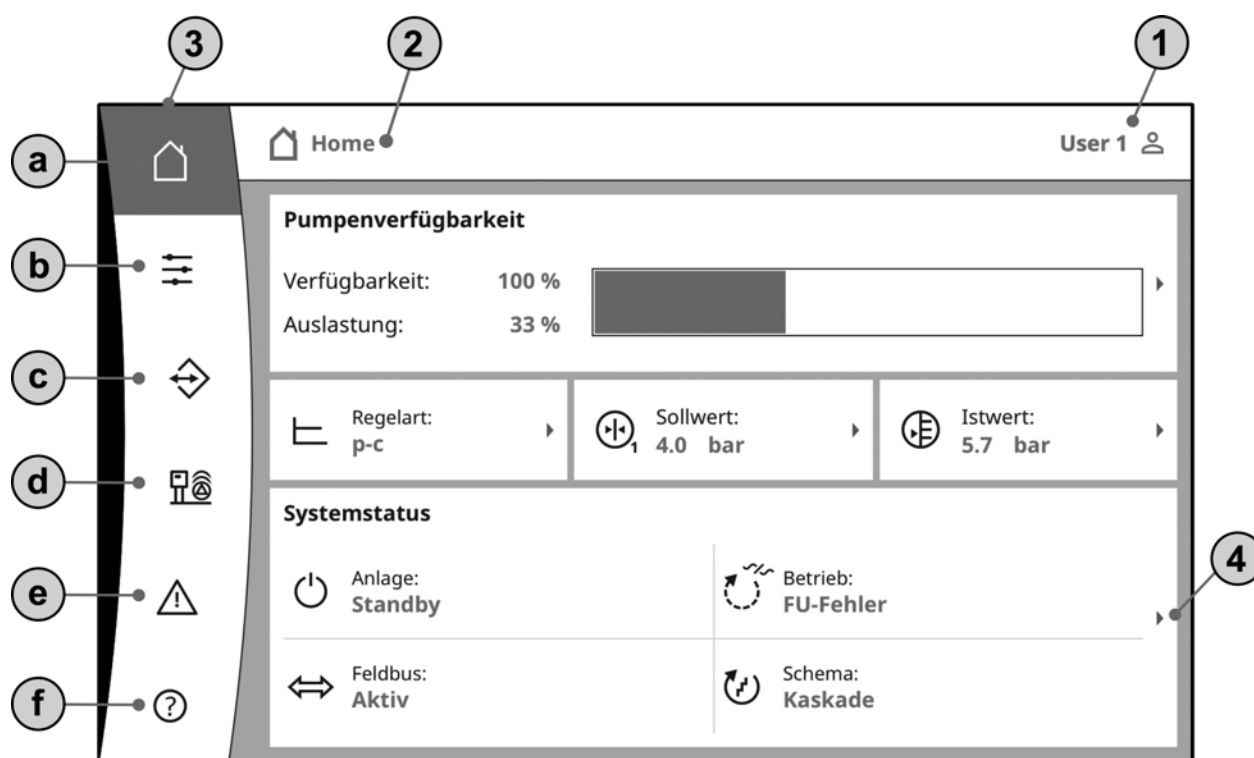 3
2
1
a
Home
User 1
Pumpenverfügbarkeit
b
Verfügbarkeit: 100 %
Auslastung: 33 %
c
Regelart:
p-c
1
Sollwert:
4.0 bar
Istwert:
5.7 bar
d
Systemstatus
4
e
Anlage:
Standby
Betrieb:
FU-Fehler
f
?
Feldbus:
Aktiv
Schema:
Kaskade